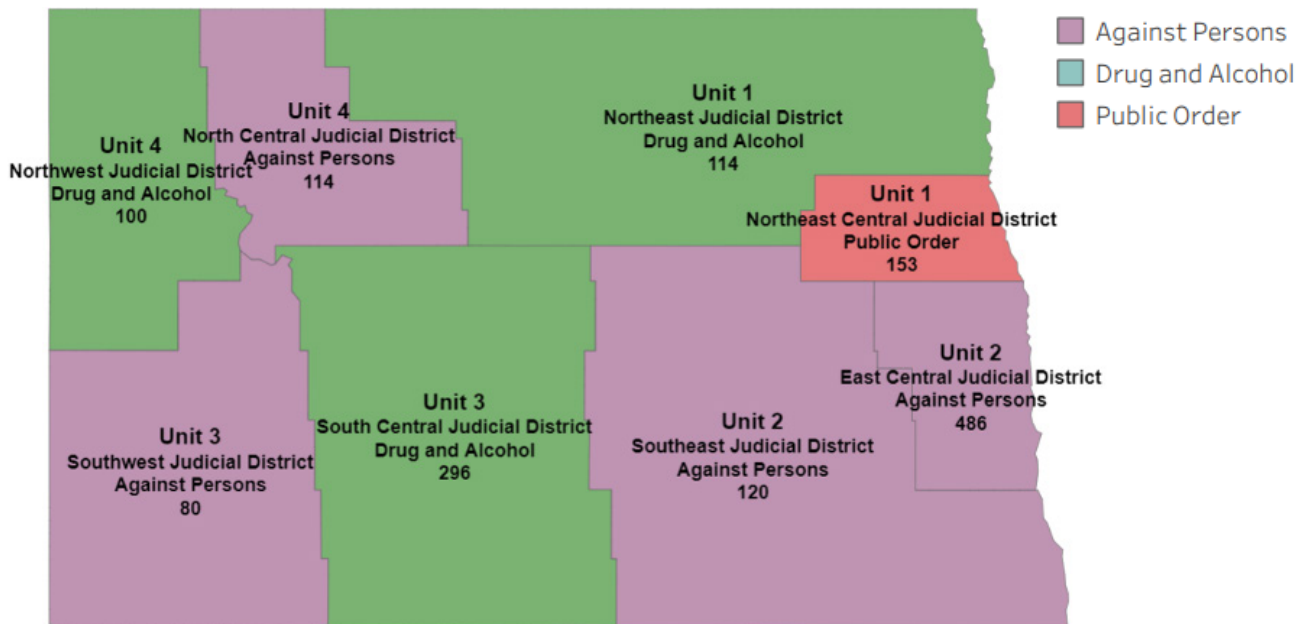 Against Persons
Drug and Alcohol
Public Order
Unit 4
Northwest Judicial District
Drug and Alcohol
100
Unit 4
North Central Judicial District
Against Persons
114
Unit 1
Northeast Judicial District
Drug and Alcohol
114
Unit 1
Northeast Central Judicial District
Public Order
153
Unit 3
Southwest Judicial District
Against Persons
80
Unit 3
South Central Judicial District
Drug and Alcohol
296
Unit 2
Southeast Judicial District
Against Persons
120
Unit 2
East Central Judicial District
Against Persons
486